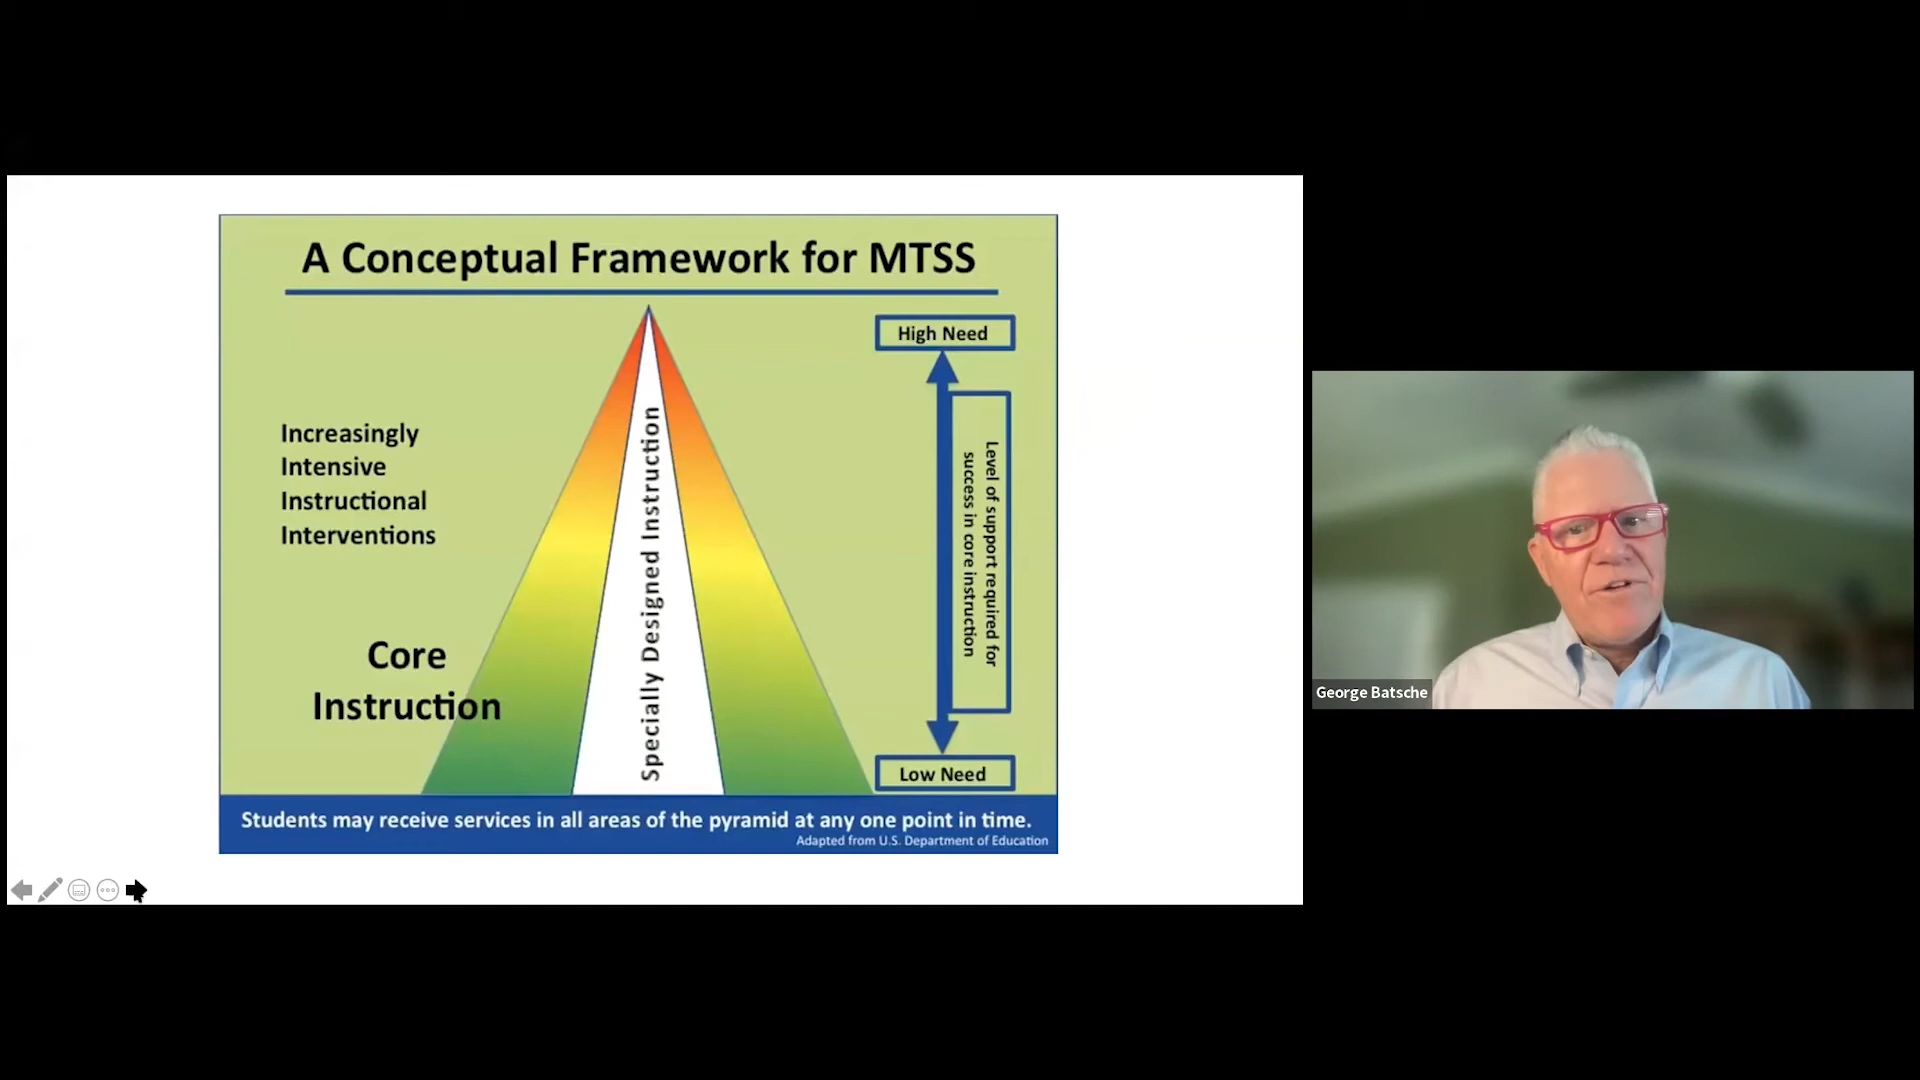 A Conceptual Framework for MTSS
High Need
Increasingly
Intensive
Instructional
Interventions
Core
Instruction
Specially Designed Instruction
Level of support required for
success in core instruction
Low Need
Students may receive services in all areas of the pyramid at any one point in time.
Adapted from U.S. Department of Education
George Batsche